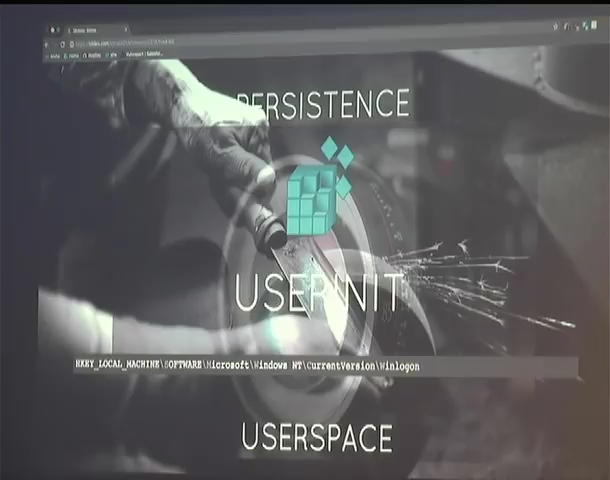 PERSISTENCE
USERINIT
HKEY_LOCAL_MACHINE\SOFTWARE\Microsoft\Windows NT\CurrentVersion\Winlogon
USERSPACE